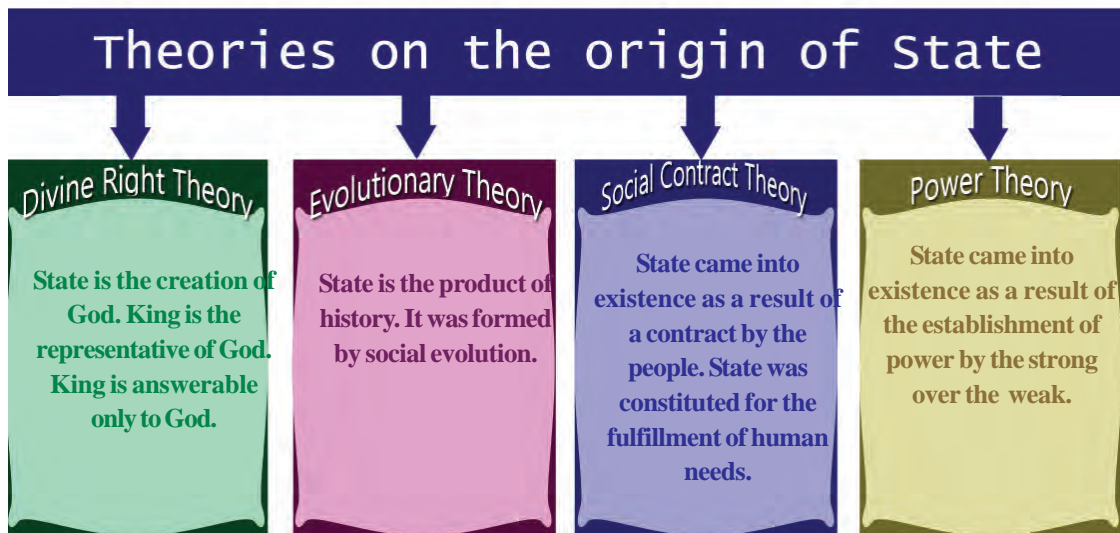 Theories on the origin of State
Divine Right Theory
State is the creation of
God. King is the
representative of God.
King is answerable
only to God.
Evolutionary Theory
State is the product of
history. It was formed
by social evolution.
Social Contract Theory
State came into
existence as a result of
a contract by the
people. State was
constituted for the
fulfillment of human
needs.
Power Theory
State came into
existence as a result of
the establishment of
power by the strong
over the weak.